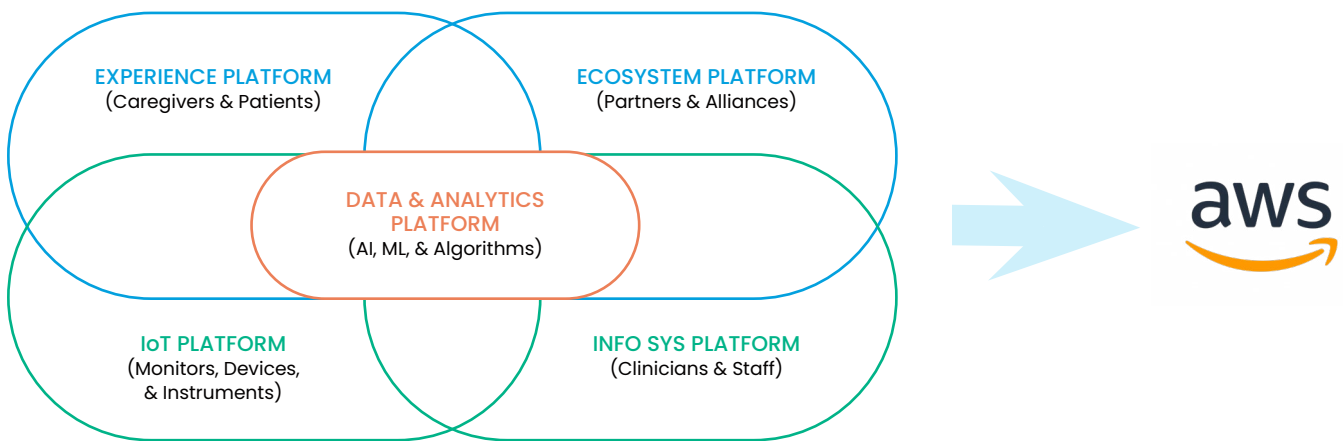 EXPERIENCE PLATFORM
(Caregivers & Patients)
ECOSYSTEM PLATFORM
(Partners & Alliances)
DATA & ANALYTICS
PLATFORM
(AI, ML, & Algorithms)
IoT PLATFORM
(Monitors, Devices,
& Instruments)
INFO SYS PLATFORM
(Clinicians & Staff)
aws